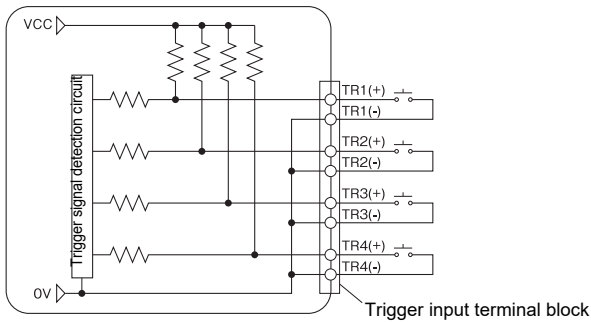 VCC
Trigger signal detection circuit
TR1(+)
TR1(-)
TR2(+)
TR2(-)
TR3(+)
TR3(-)
TR4(+)
TR4(-)
0V
Trigger input terminal block